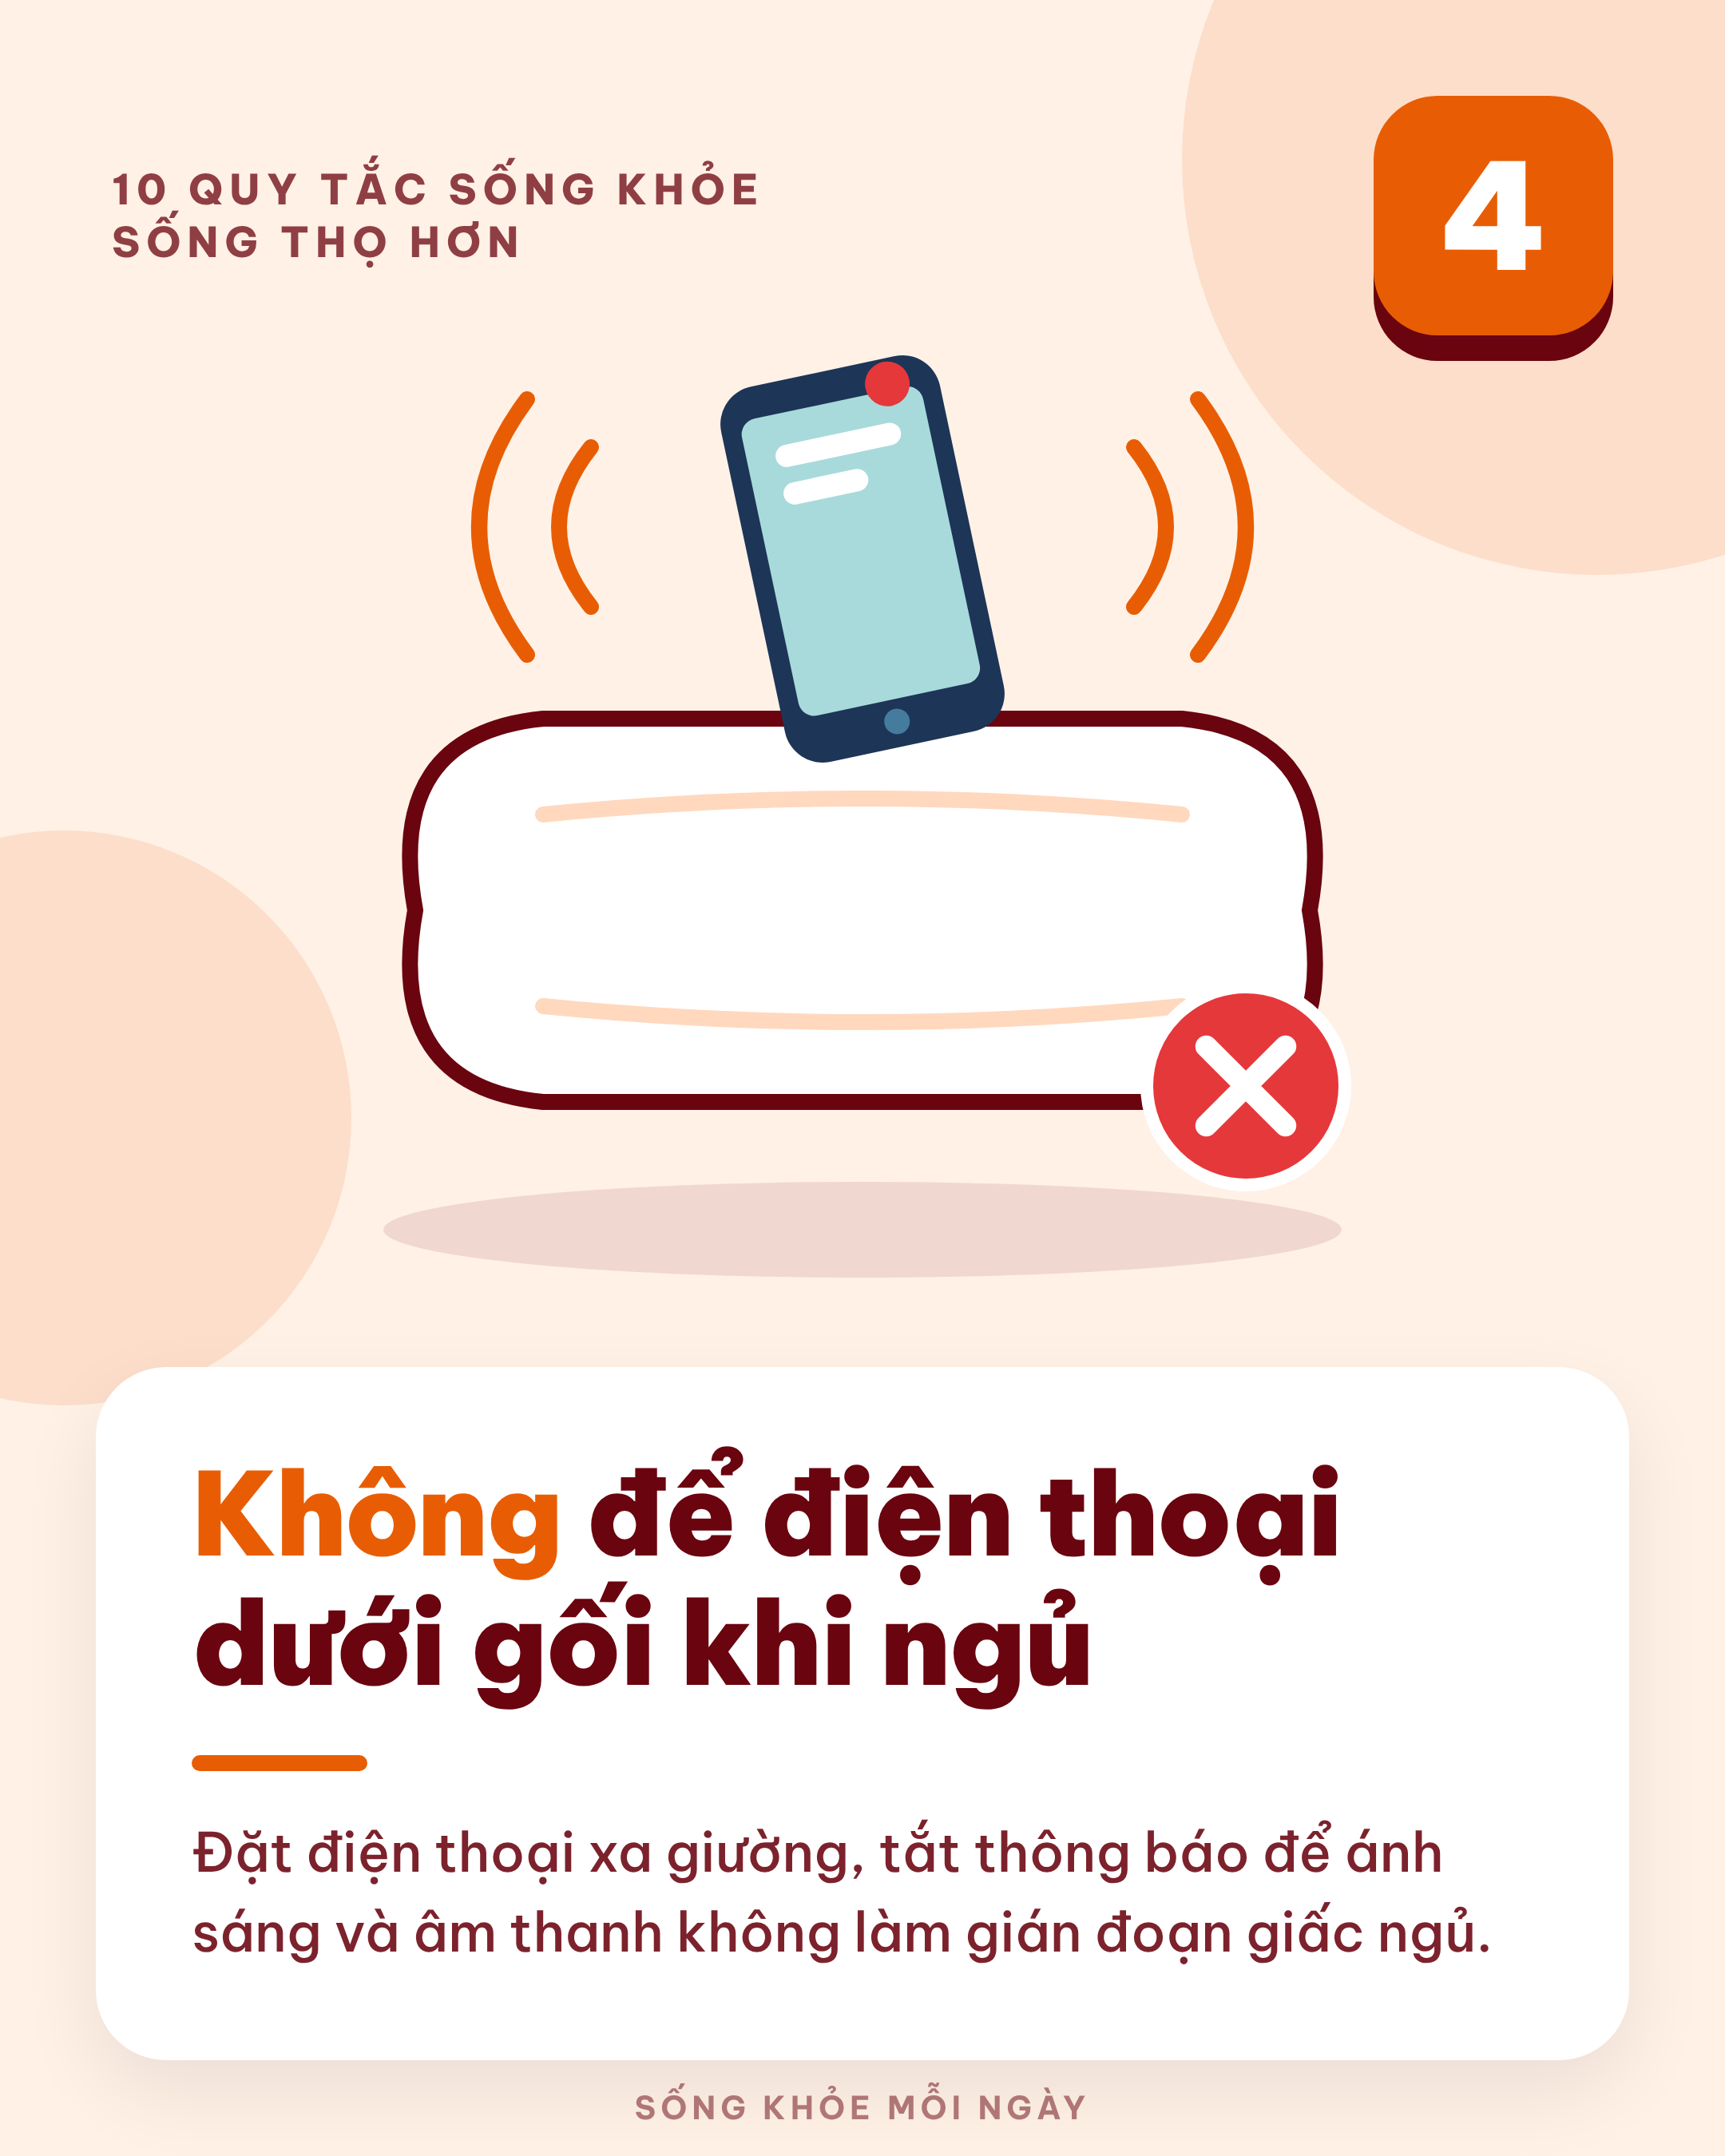 10 QUY TẮC SỐNG KHỎE
SỐNG THỌ HƠN
4
Không để điện thoại
dưới gối khi ngủ
Đặt điện thoại xa giường, tắt thông báo để ánh
sáng và âm thanh không làm gián đoạn giấc ngủ.
SỐNG KHỎE MỖI NGÀY